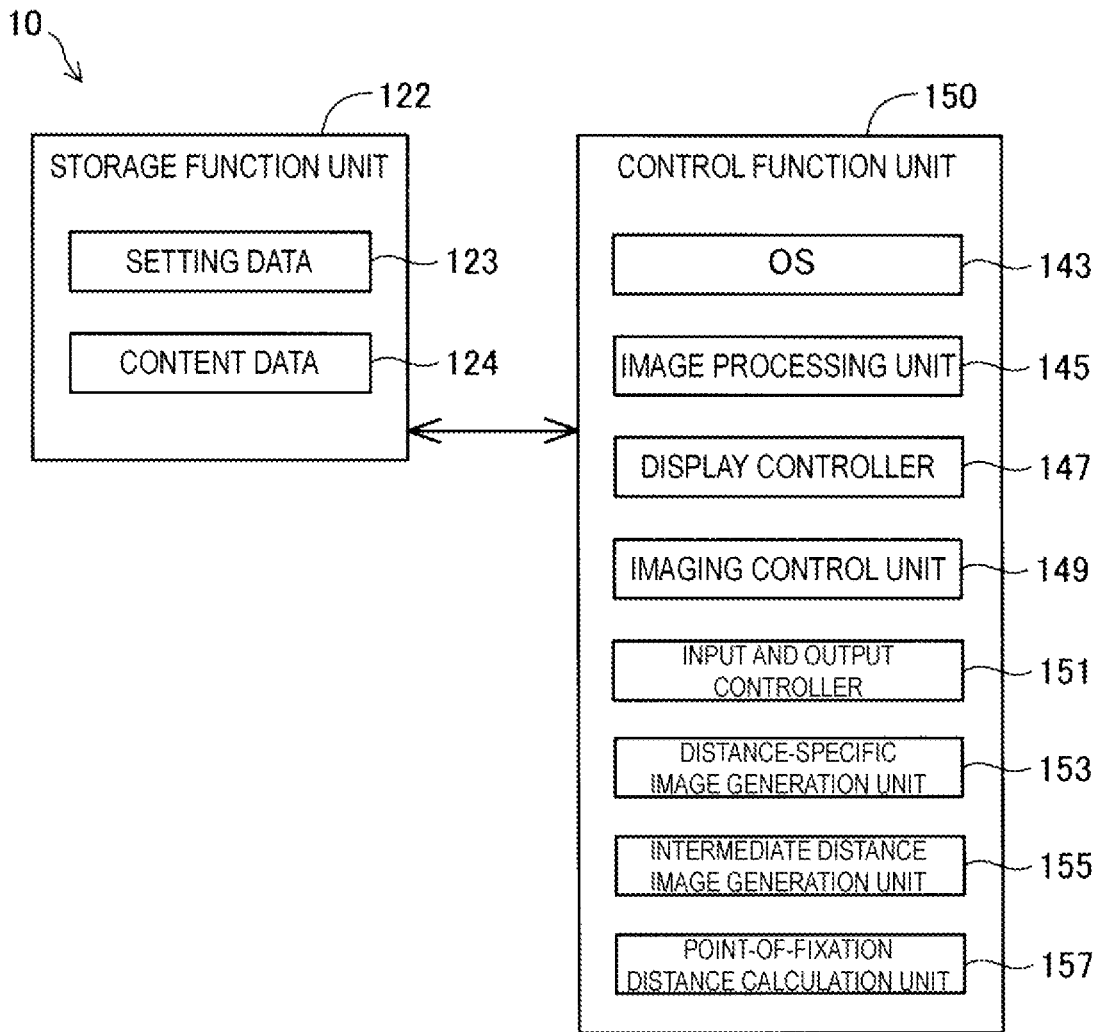 10
122
STORAGE FUNCTION UNIT
SETTING DATA
123
CONTENT DATA
124
150
CONTROL FUNCTION UNIT
OS
143
IMAGE PROCESSING UNIT
145
DISPLAY CONTROLLER
147
IMAGING CONTROL UNIT
149
INPUT AND OUTPUT
CONTROLLER
151
DISTANCE-SPECIFIC
IMAGE GENERATION UNIT
153
INTERMEDIATE DISTANCE
IMAGE GENERATION UNIT
155
POINT-OF-FIXATION
DISTANCE CALCULATION UNIT
157